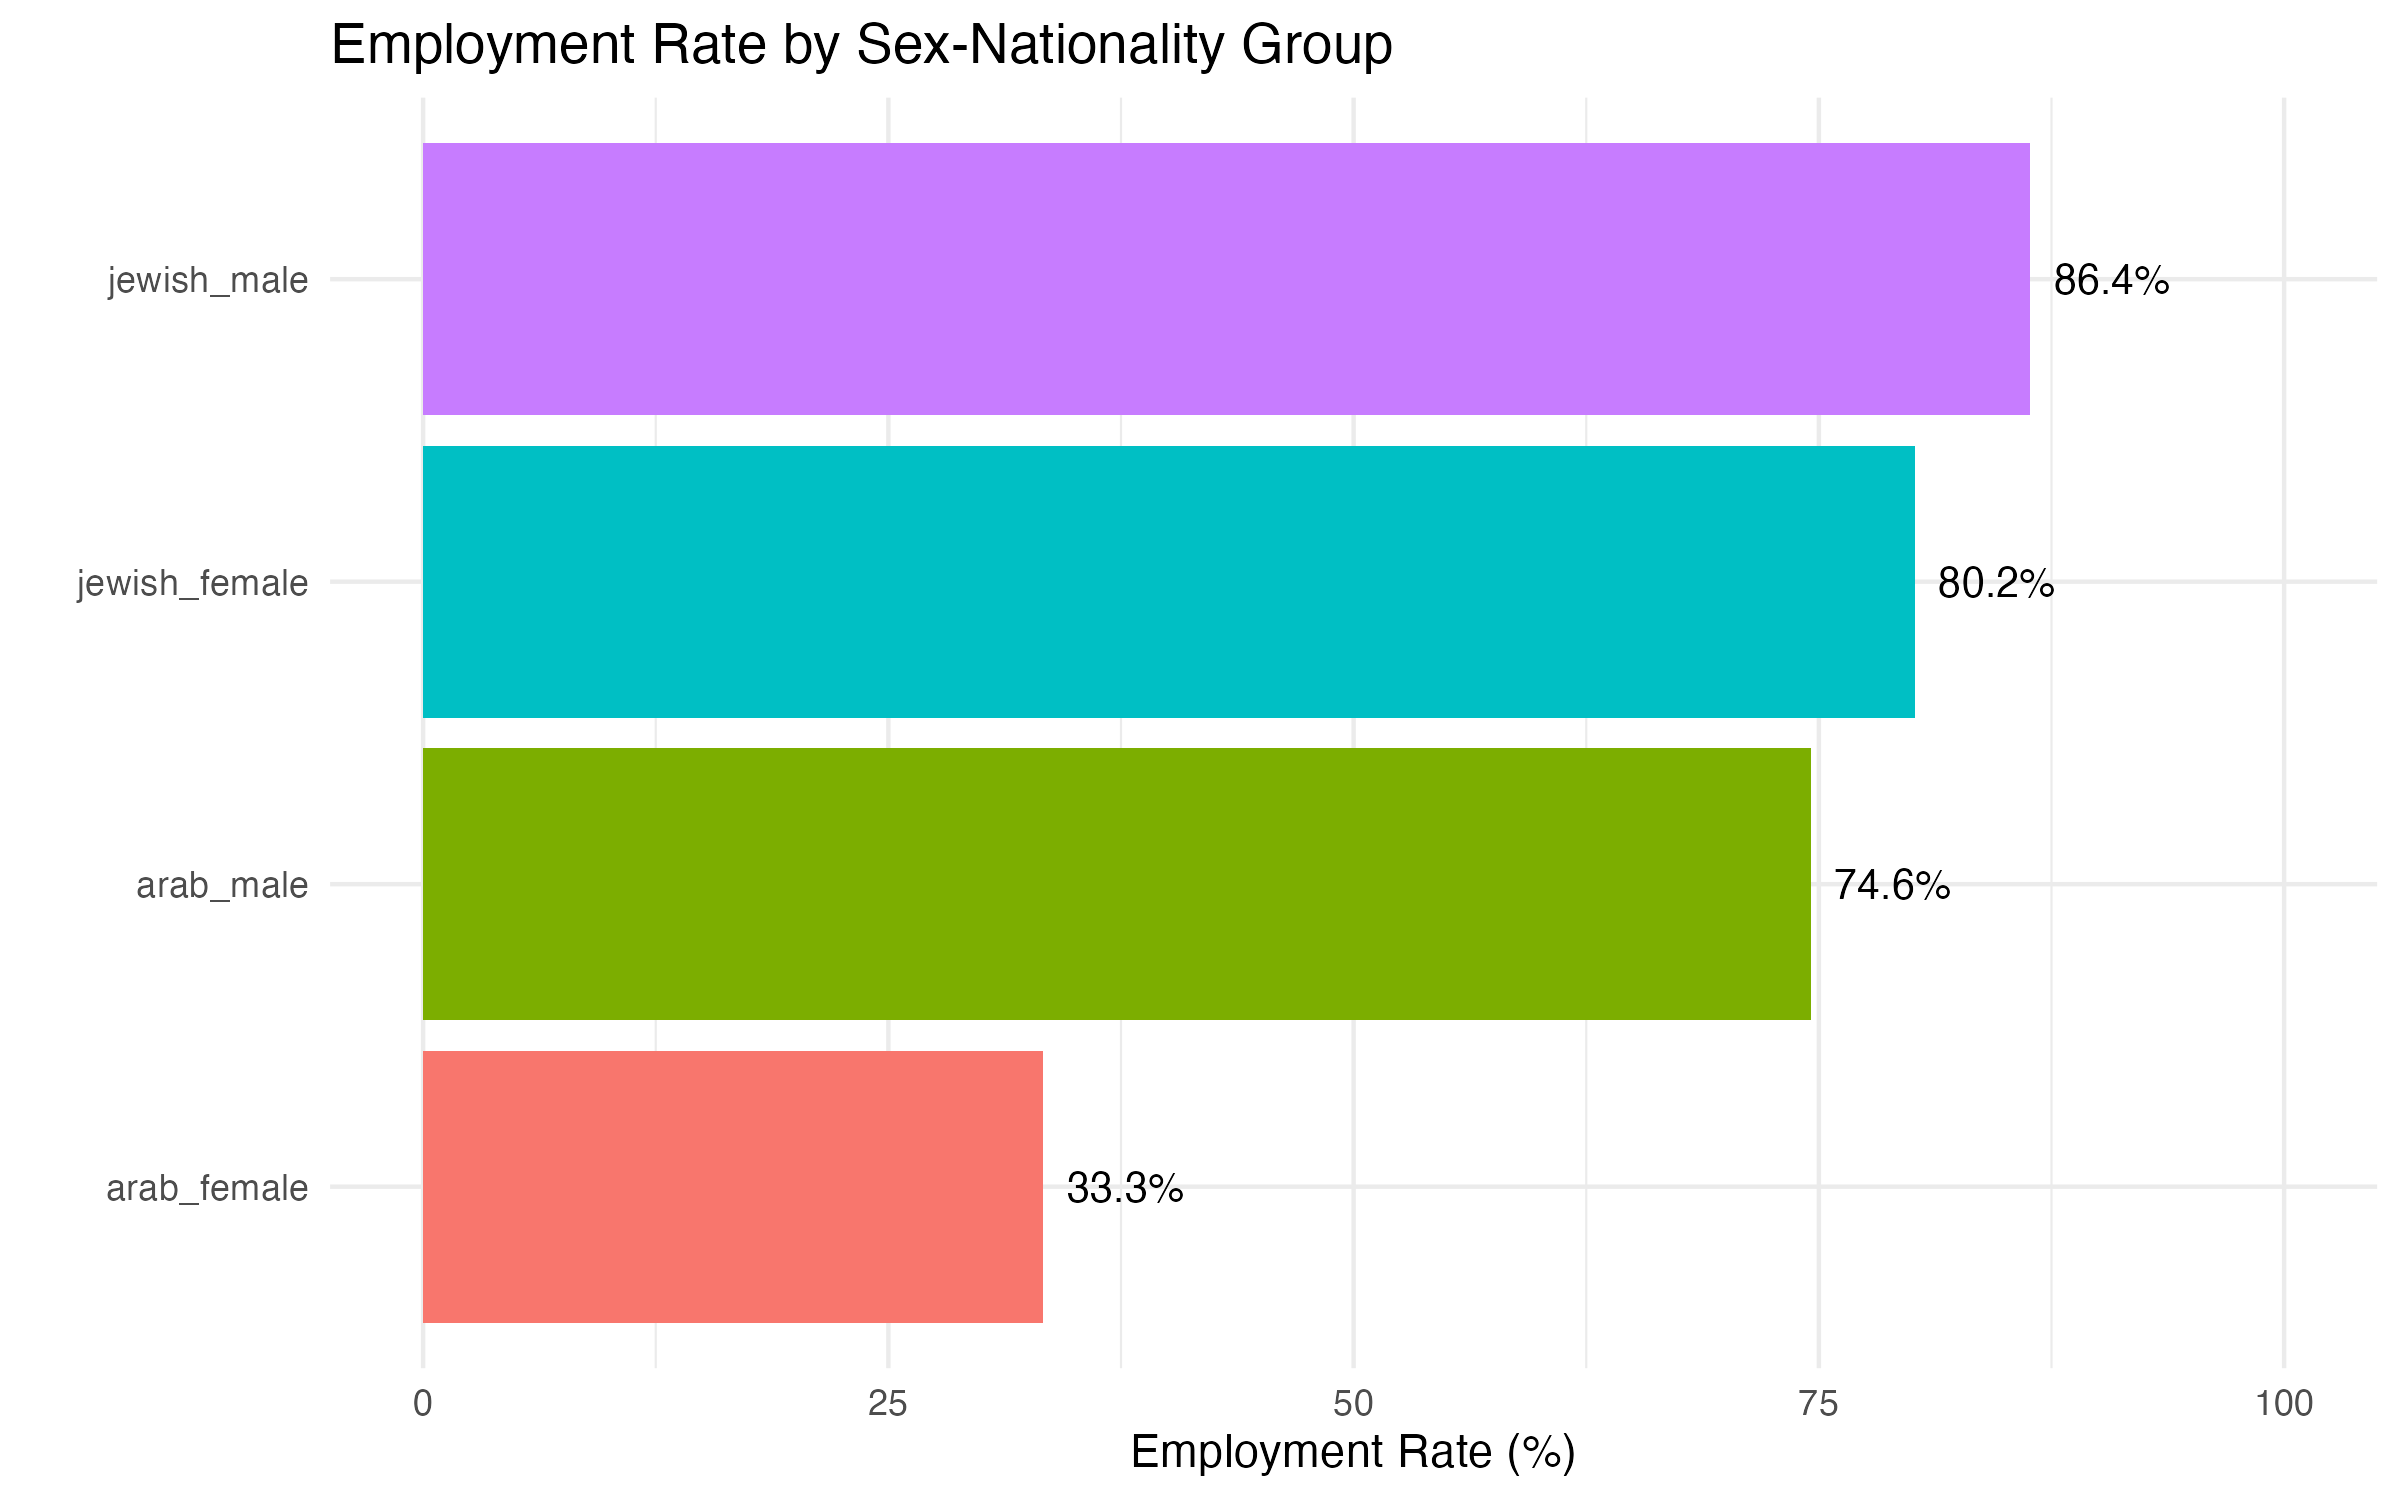 Employment Rate by Sex-Nationality Group
jewish_male
86.4%
jewish_female
80.2%
arab_male
74.6%
arab_female
33.3%
0 25 50 75 100
Employment Rate (%)